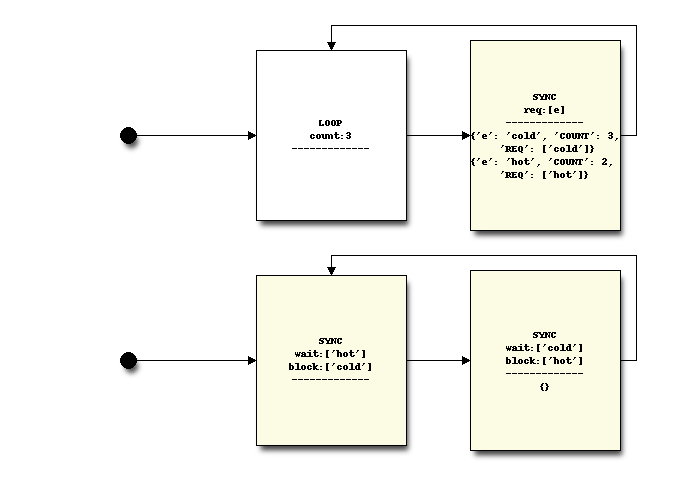 LOOP
count:3
-------------
SYNC
req:[e]
-------------
{'e': 'cold', 'COUNT': 3,
'REQ': ['cold']}
{'e': 'hot', 'COUNT': 2,
'REQ': ['hot']}
SYNC
wait:['hot']
block:['cold']
-------------
SYNC
wait:['cold']
block:['hot']
-------------
{}